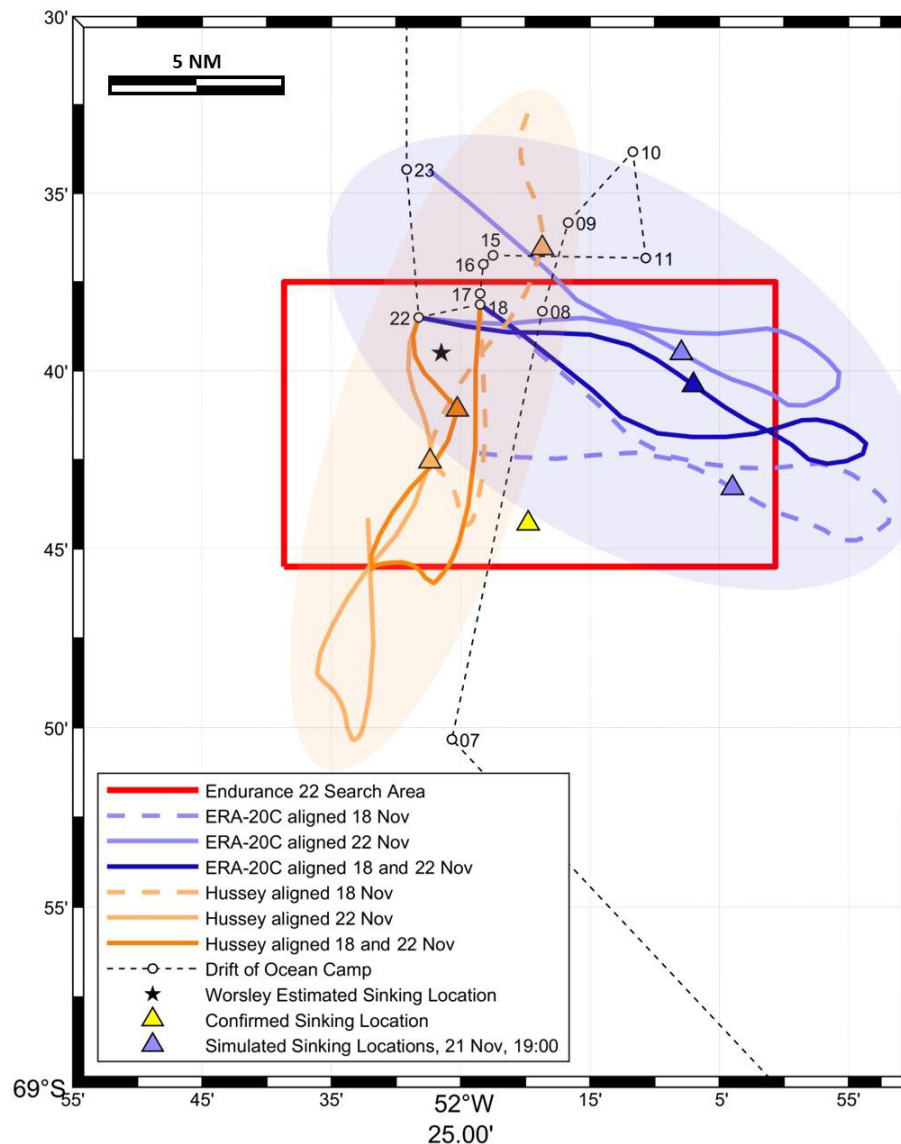 30'
5 NM
10
23
35'
09
15
11
16
17
18
08
22
40'
45'
50'
07
Endurance 22 Search Area
ERA-20C aligned 18 Nov
ERA-20C aligned 22 Nov
ERA-20C aligned 18 and 22 Nov
Hussey aligned 18 Nov
55'
Hussey aligned 22 Nov
Hussey aligned 18 and 22 Nov
Drift of Ocean Camp
Worsley Estimated Sinking Location
Confirmed Sinking Location
Simulated Sinking Locations, 21 Nov, 19:00
69°S
55' 45' 35' 52°W 15' 5' 55'
25.00'